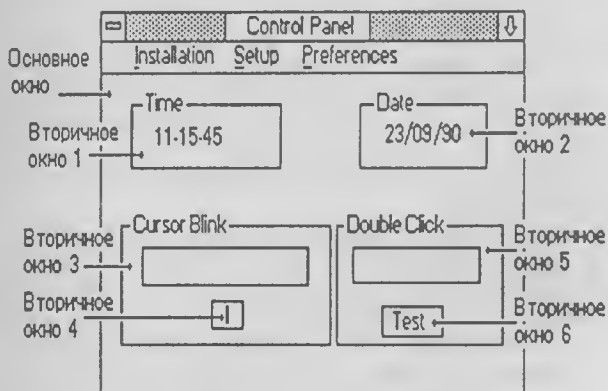 Control Panel
Installation Setup Preferences
Основное
окно
Time
11-15-45
Date
23/09/90
Вторичное
окно 1
Вторичное
окно 2
Cursor Blink
Double Click
Вторичное
окно 3
Вторичное
окно 5
Вторичное
окно 4
Test
Вторичное
окно 6